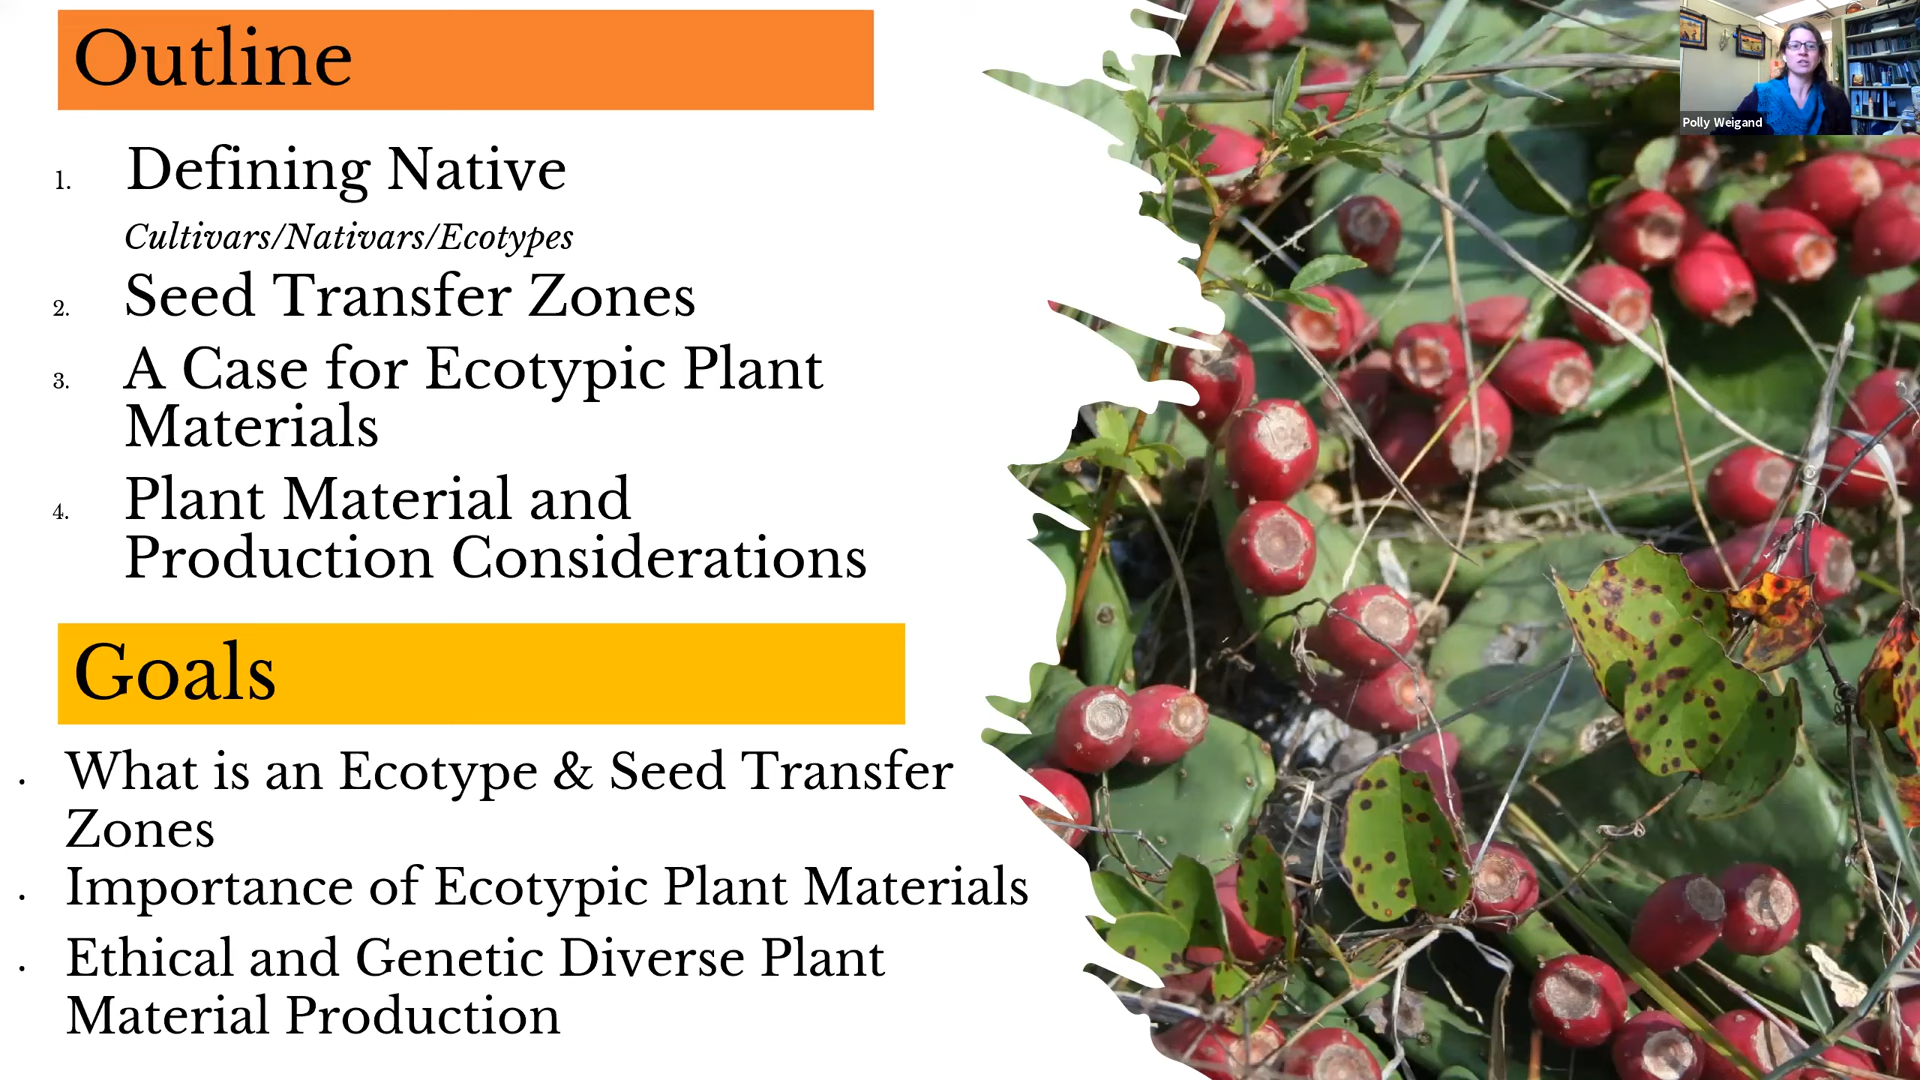 Outline
1. Defining Native
Cultivars/Nativars/Ecotypes
2. Seed Transfer Zones
3. A Case for Ecotypic Plant
Materials
4. Plant Material and
Production Considerations
Goals
· What is an Ecotype & Seed Transfer
Zones
· Importance of Ecotypic Plant Materials
· Ethical and Genetic Diverse Plant
Material Production
Polly Weigand